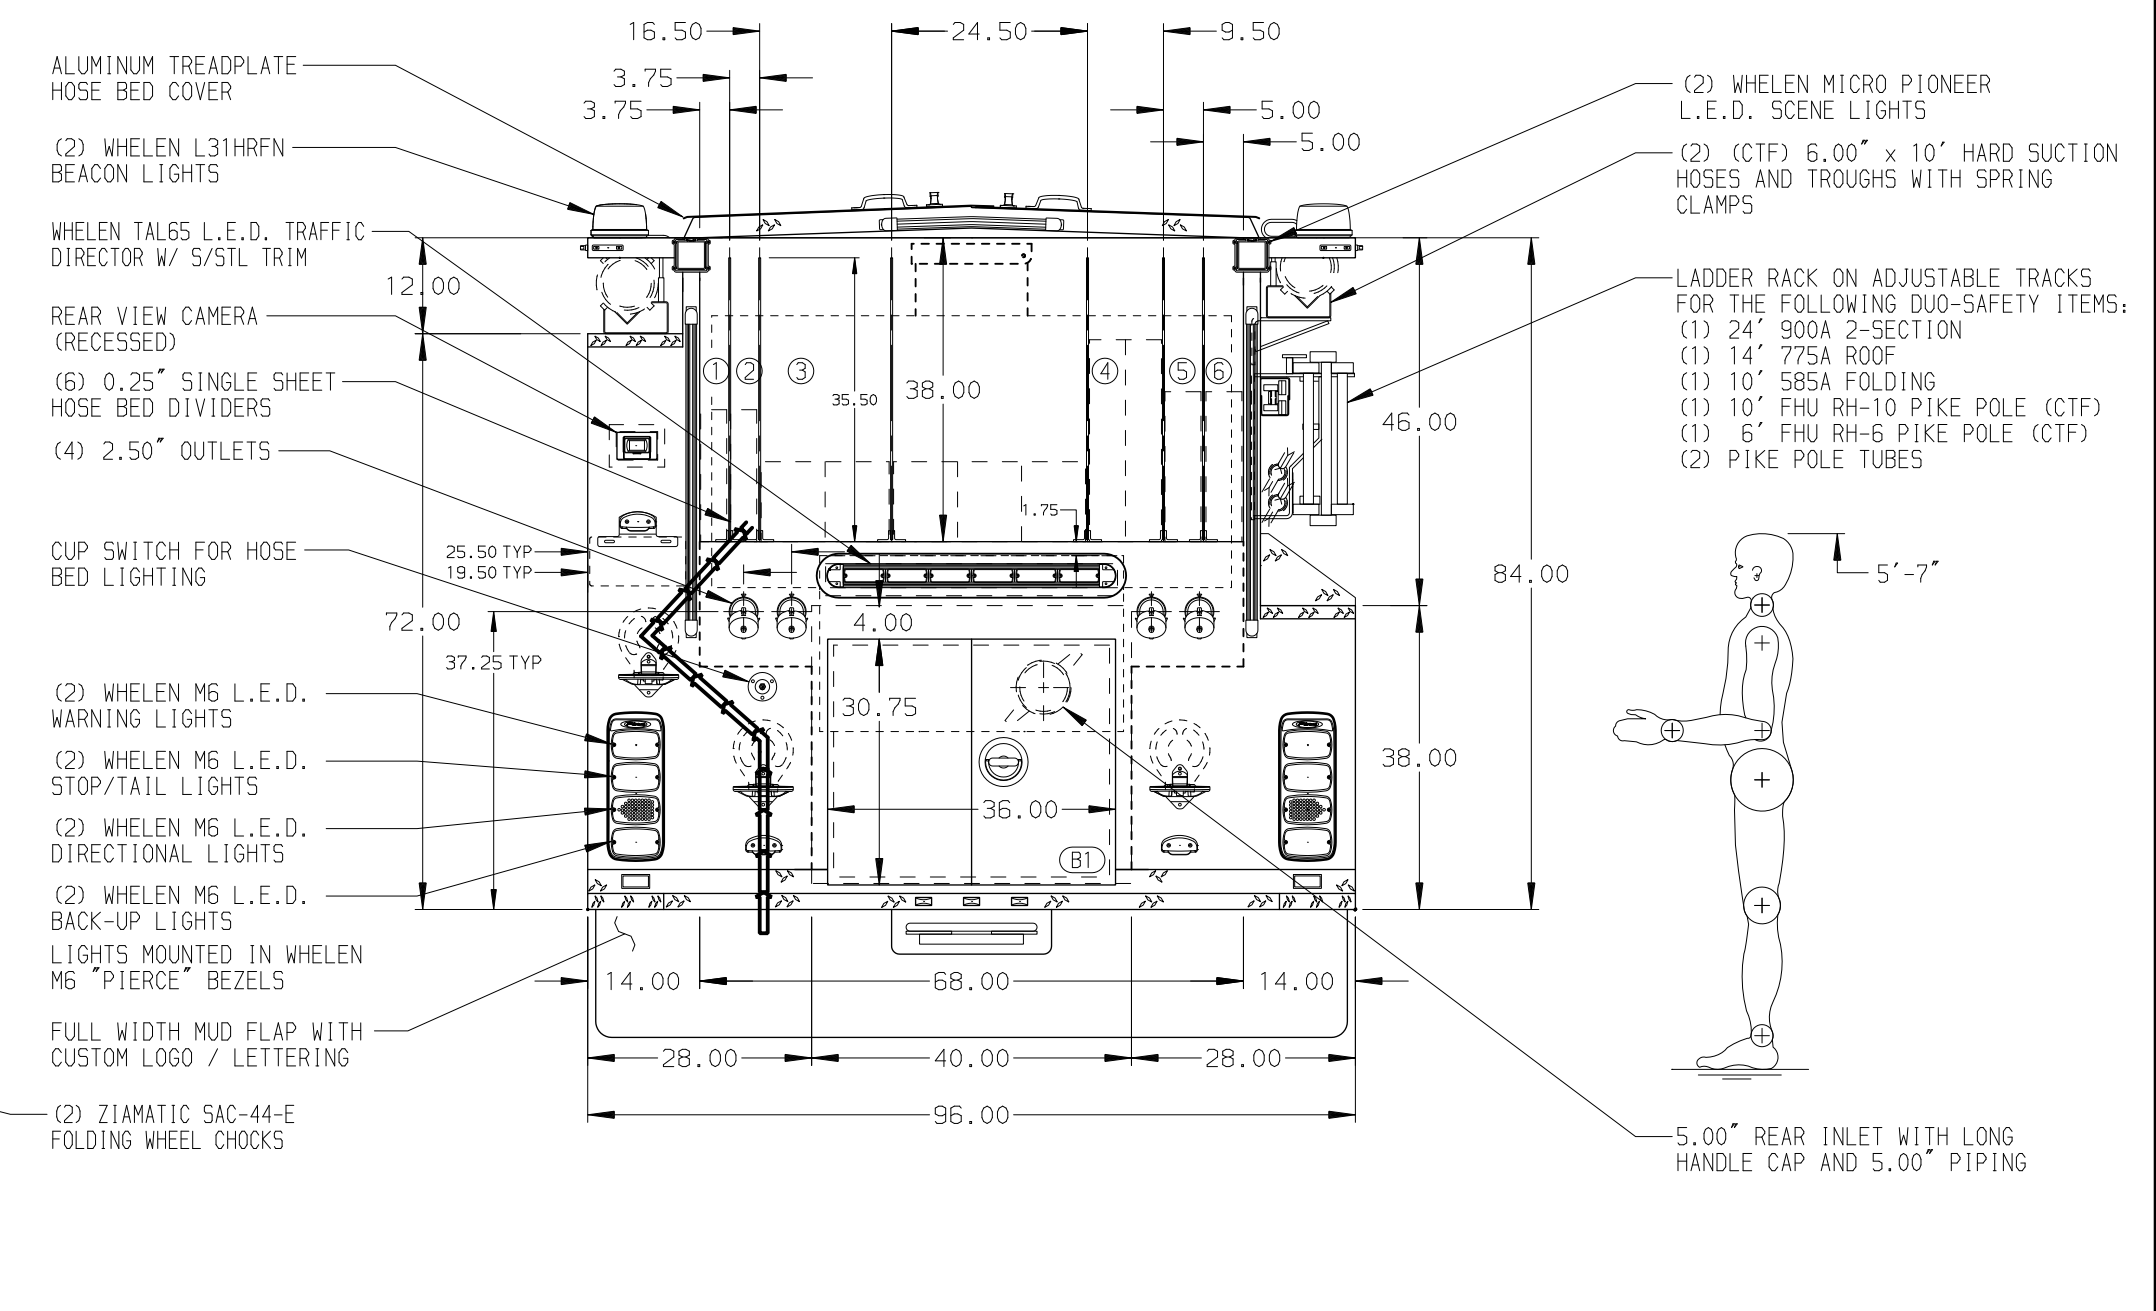 16.50
24.50
9.50
3.75
3.75
5.00
5.00
ALUMINUM TREADPLATE
HOSE BED COVER
(2) WHELEN L31HRFN
BEACON LIGHTS
WHELEN TAL65 L.E.D. TRAFFIC
DIRECTOR W/ S/STL TRIM
REAR VIEW CAMERA
(RECESSED)
(6) 0.25" SINGLE SHEET
HOSE BED DIVIDERS
(4) 2.50" OUTLETS
CUP SWITCH FOR HOSE
BED LIGHTING
(2) WHELEN M6 L.E.D.
WARNING LIGHTS
(2) WHELEN M6 L.E.D.
STOP/TAIL LIGHTS
(2) WHELEN M6 L.E.D.
DIRECTIONAL LIGHTS
(2) WHELEN M6 L.E.D.
BACK-UP LIGHTS
LIGHTS MOUNTED IN WHELEN
M6 "PIERCE" BEZELS
FULL WIDTH MUD FLAP WITH
CUSTOM LOGO / LETTERING
(2) ZIAMATIC SAC-44-E
FOLDING WHEEL CHOCKS
12.00
72.00
25.50 TYP
19.50 TYP
37.25 TYP
1
2
3
4
5
6
35.50
38.00
1.75
4.00
30.75
36.00
B1
46.00
38.00
84.00
14.00
68.00
14.00
28.00
40.00
28.00
96.00
(2) WHELEN MICRO PIONEER
L.E.D. SCENE LIGHTS
(2) (CTF) 6.00" x 10' HARD SUCTION
HOSES AND TROUGHS WITH SPRING
CLAMPS
LADDER RACK ON ADJUSTABLE TRACKS
FOR THE FOLLOWING DUO-SAFETY ITEMS:
(1) 24' 900A 2-SECTION
(1) 14' 775A ROOF
(1) 10' 585A FOLDING
(1) 10' FHU RH-10 PIKE POLE (CTF)
(1) 6' FHU RH-6 PIKE POLE (CTF)
(2) PIKE POLE TUBES
5'-7"
5.00" REAR INLET WITH LONG
HANDLE CAP AND 5.00" PIPING